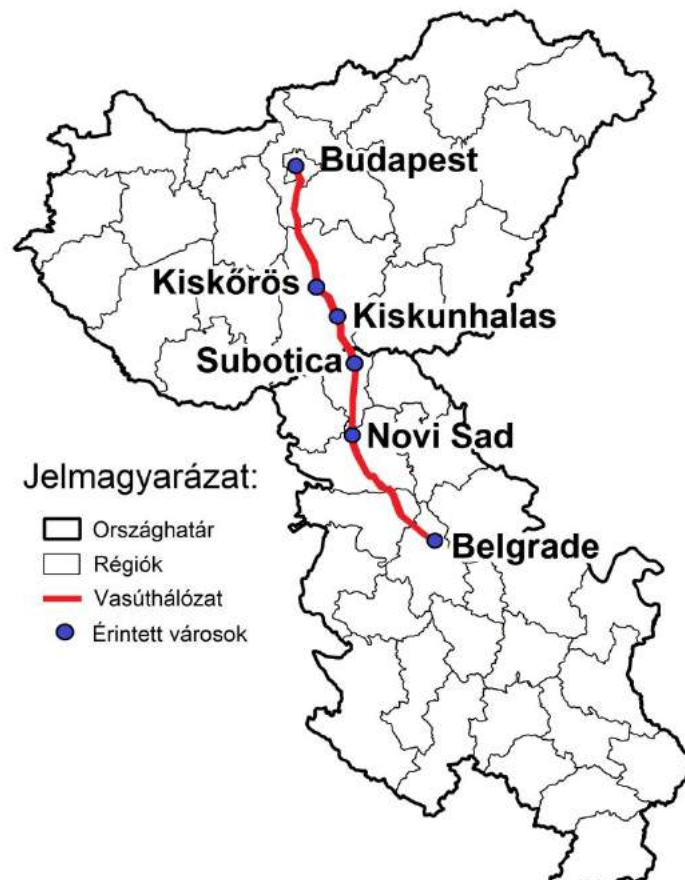 Budapest
Kiskőrös
Kiskunhalas
Subotica
Novi Sad
Belgrade
Jelmagyarázat:
Országhatár
Régiók
Vasúthálózat
Érintett városok